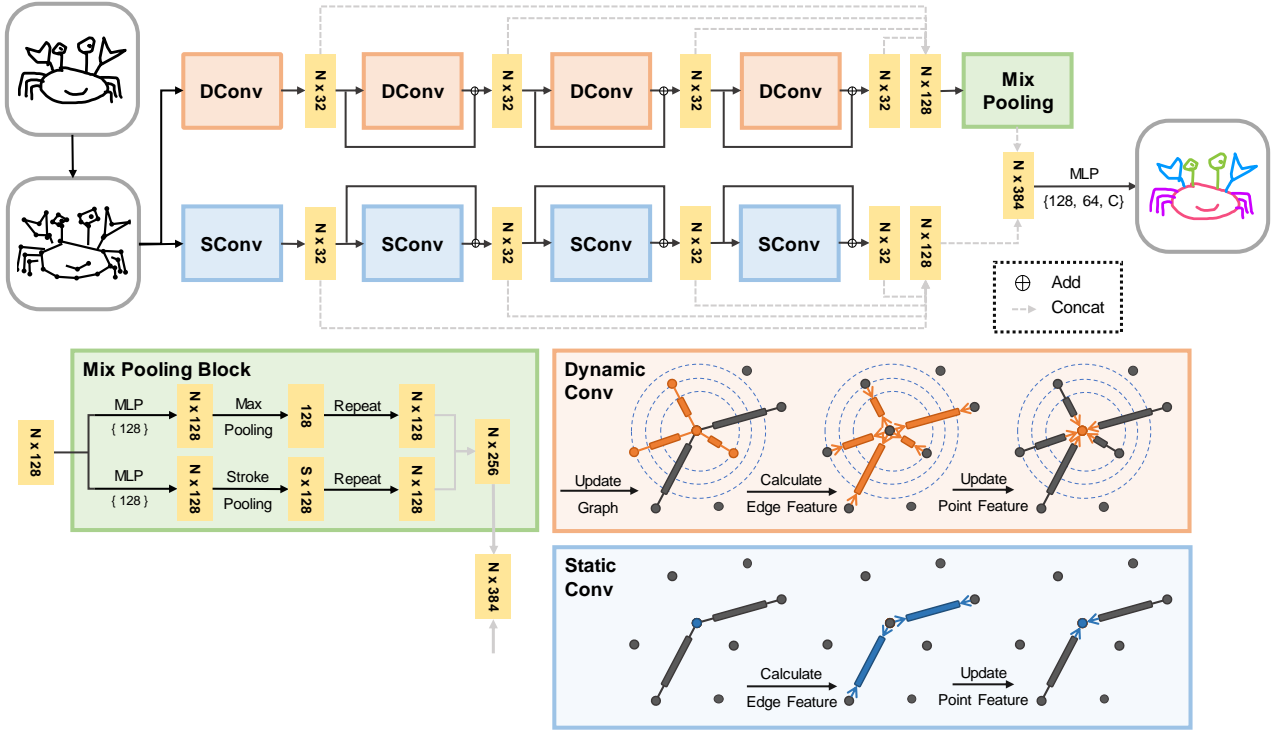 DConv
N x 32
DConv
N x 32
DConv
N x 32
DConv
N x 32
N x 128
Mix
Pooling
N x 384
MLP
{128, 64, C}
SConv
N x 32
SConv
N x 32
SConv
N x 32
SConv
N x 32
N x 128
Add
Concat
Mix Pooling Block
N x 128
MLP
{ 128 }
N x 128
Max
Pooling
128
Repeat
N x 128
MLP
{ 128 }
N x 128
Stroke
Pooling
S x 128
Repeat
N x 128
N x 256
N x 384
Dynamic
Conv
Update
Graph
Calculate
Edge Feature
Update
Point Feature
Static
Conv
Calculate
Edge Feature
Update
Point Feature